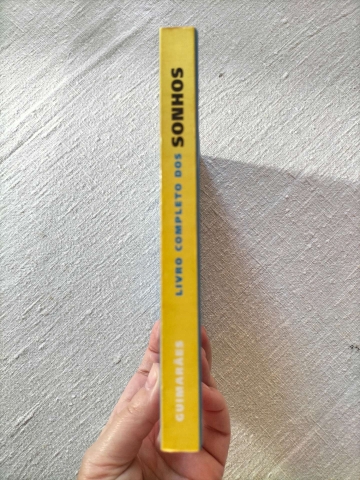 GUIMARÃES
LIVRO COMPLETO DOS SONHOS